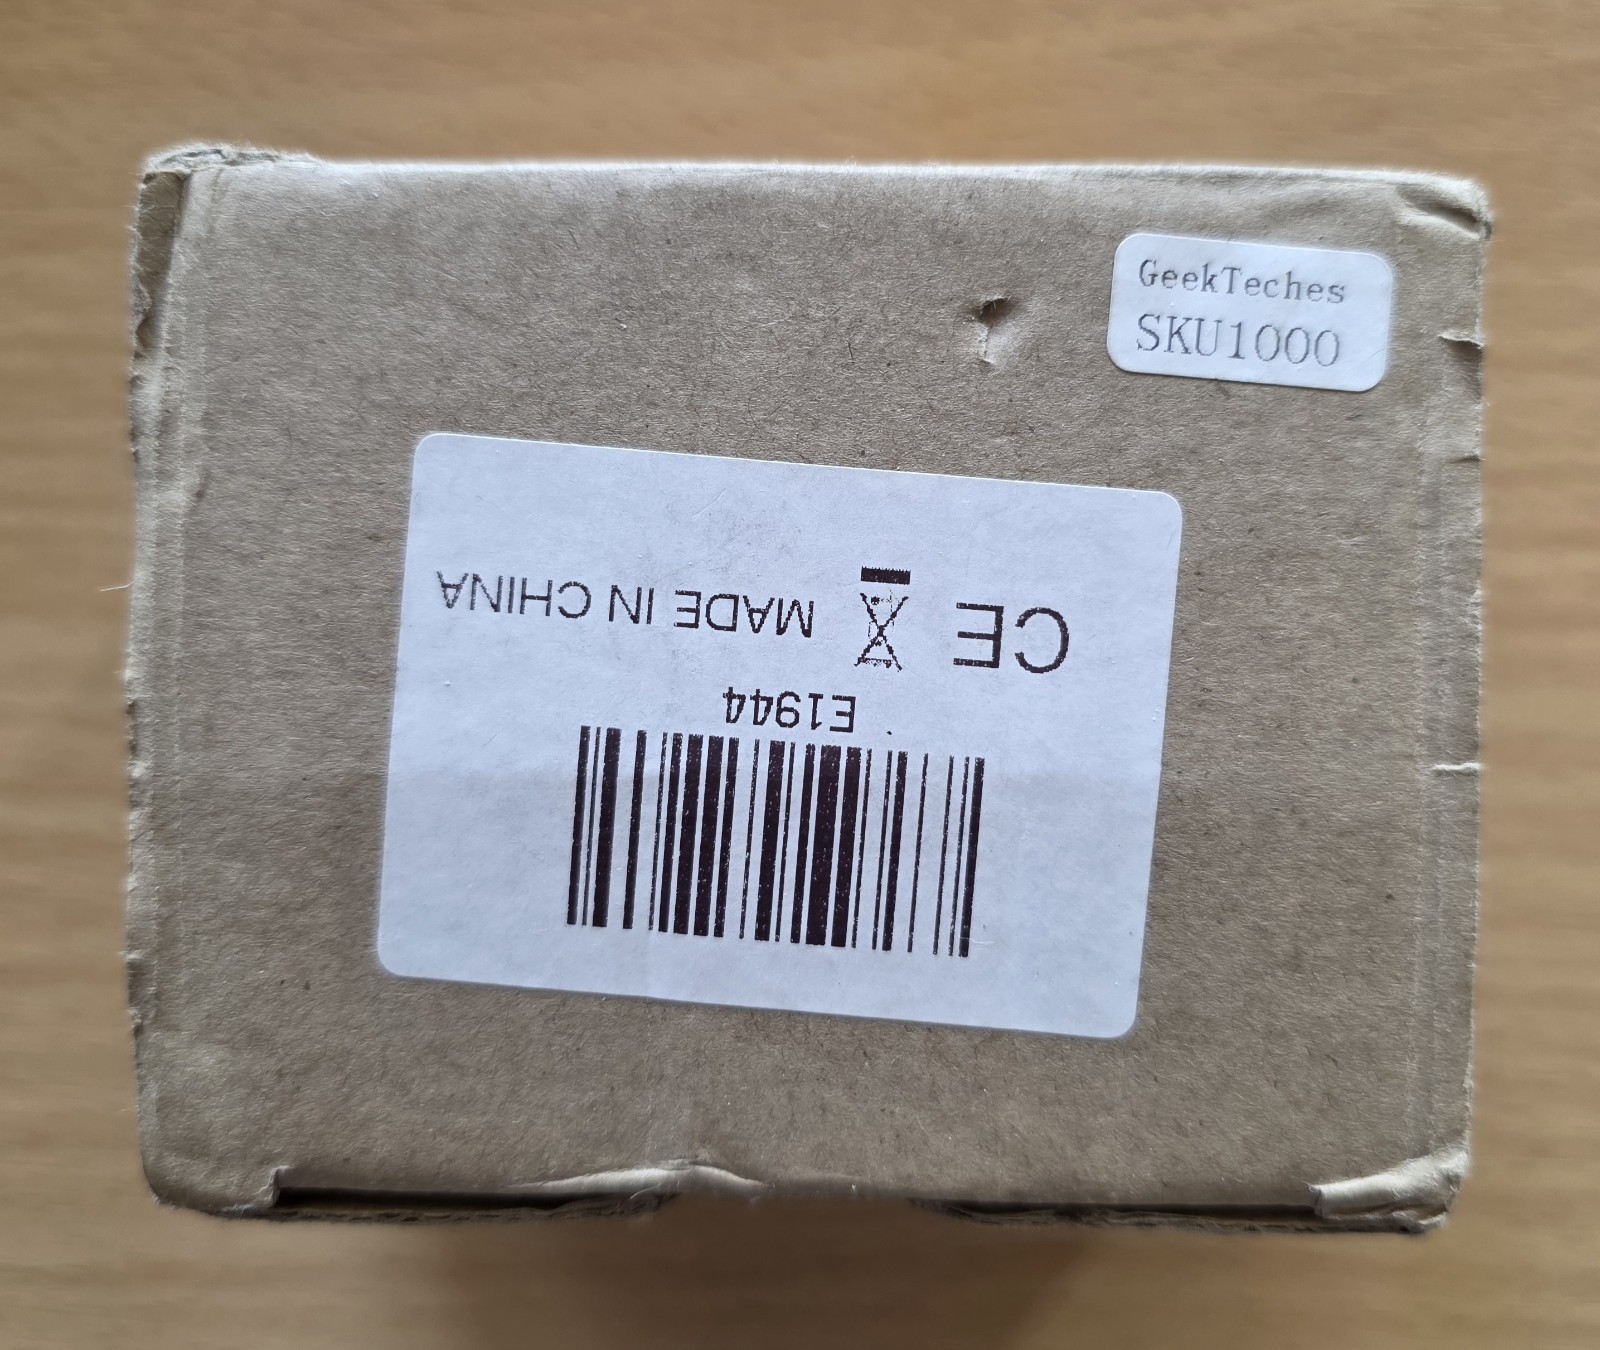 GeekTeches
SKU1000
E1944
CE MADE IN CHINA